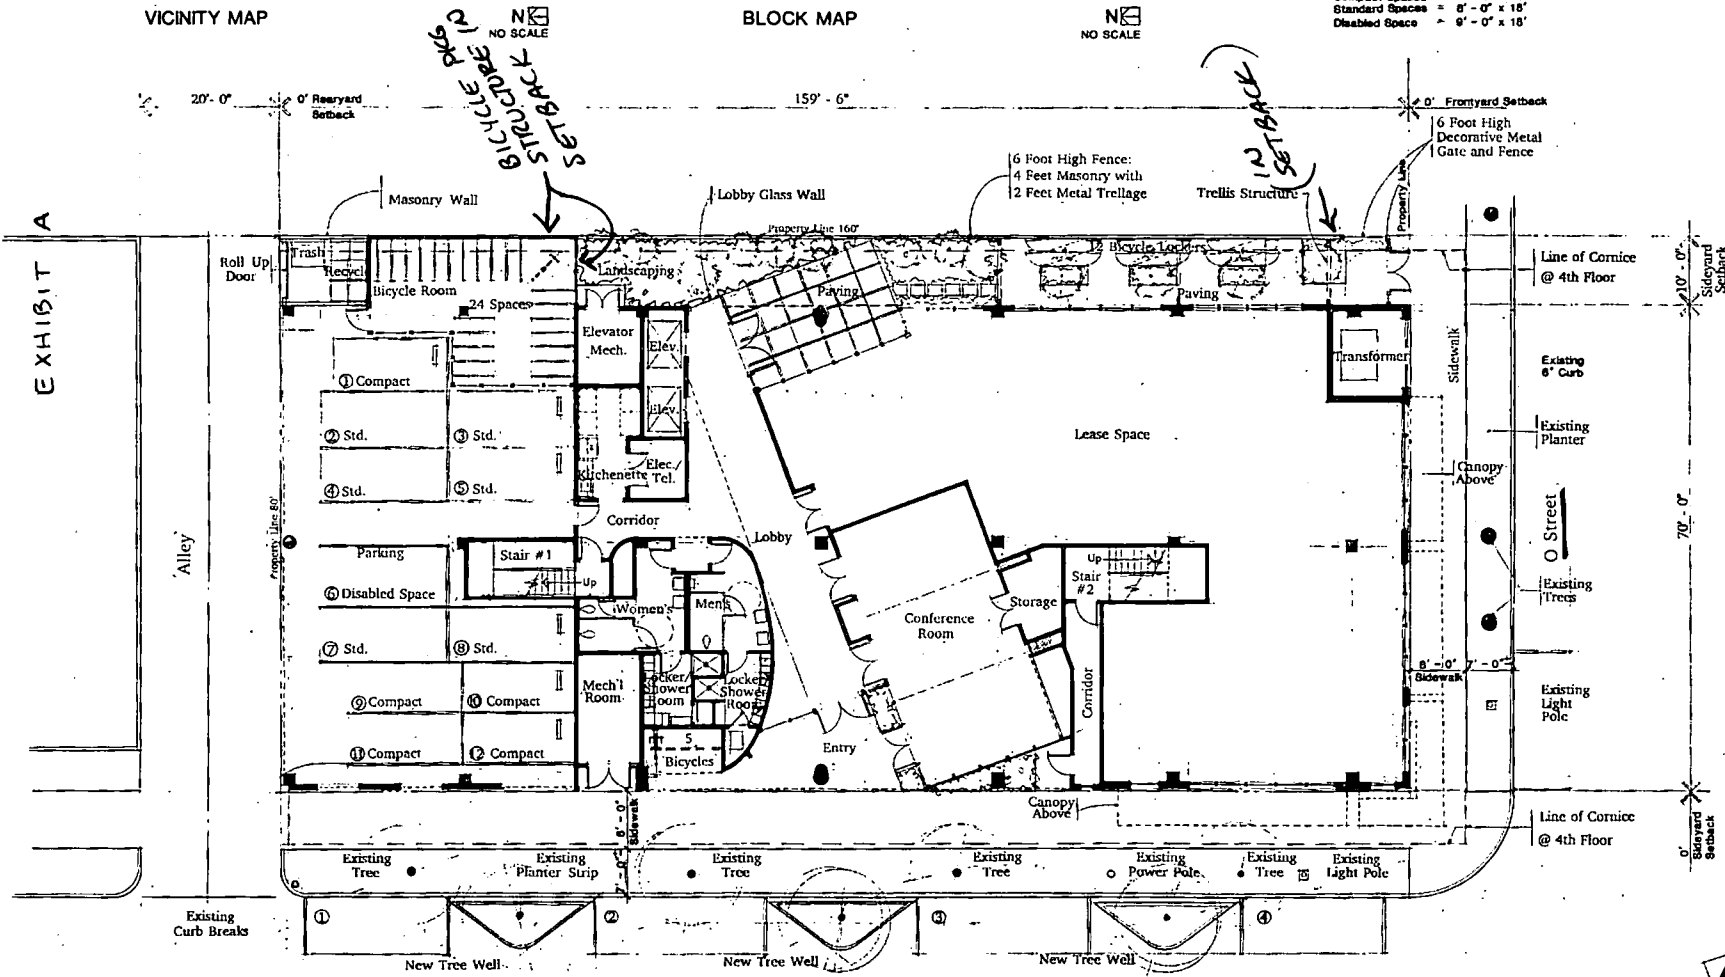 VICINITY MAP
N
NO SCALE
BLOCK MAP
N
NO SCALE
Standard Spaces = 8' - 0" x 18'
Disabled Space - 9' - 0" x 18'
BICYCLE PKG
STRUCTURE IN
SETBACK
IN
SETBACK
20'- 0"
0' Rearyard
Setback
159' - 6"
0' Frontyard Setback
6 Foot High
Decorative Metal
Gate and Fence
6 Foot High Fence:
4 Feet Masonry with
2 Feet Metal Trellage
Trellis Structure
Property Line
Masonry Wall
Lobby Glass Wall
Property Line 160'
EXHIBIT A
Roll Up
Door
Trash
Recycl
Bicycle Room
24 Spaces
Landscaping
Paving
12 Bicycle Lockers
Paving
Line of Cornice
@ 4th Floor
10'- 0"
Sideyard
Setback
Elevator
Mech.
Elev.
Elev.
Transformer
Sidewalk
Existing
6" Curb
① Compact
② Std.
③ Std.
④ Std.
⑤ Std.
Kitchenette
Elec./
Tel.
Lease Space
Existing
Planter
Canopy
Above
Corridor
Lobby
Alley
Property Line 80'
Parking
Stair #1
Up
Up
Stair
#2
O Street
70'- 0"
⑥ Disabled Space
Women's
Men's
Conference
Room
Storage
Existing
Trees
⑦ Std.
⑧ Std.
8'- 0"
7'- 0"
Sidewalk
Mech'l
Room
Locker/
Shower
Room
Locker/
Shower
Room
Corridor
Existing
Light
Pole
⑨ Compact
⑩ Compact
⑪ Compact
⑫ Compact
5
Bicycles
Entry
Canopy
Above
8'- 0"
Sidewalk
7'- 0"
Line of Cornice
@ 4th Floor
0'
Sideyard
Setback
Existing
Tree
Existing
Planter Strip
Existing
Tree
Existing
Tree
Existing
Power Pole
Existing
Tree
Existing
Light Pole
Existing
Curb Breaks
①
②
③
④
New Tree Well
New Tree Well
New Tree Well